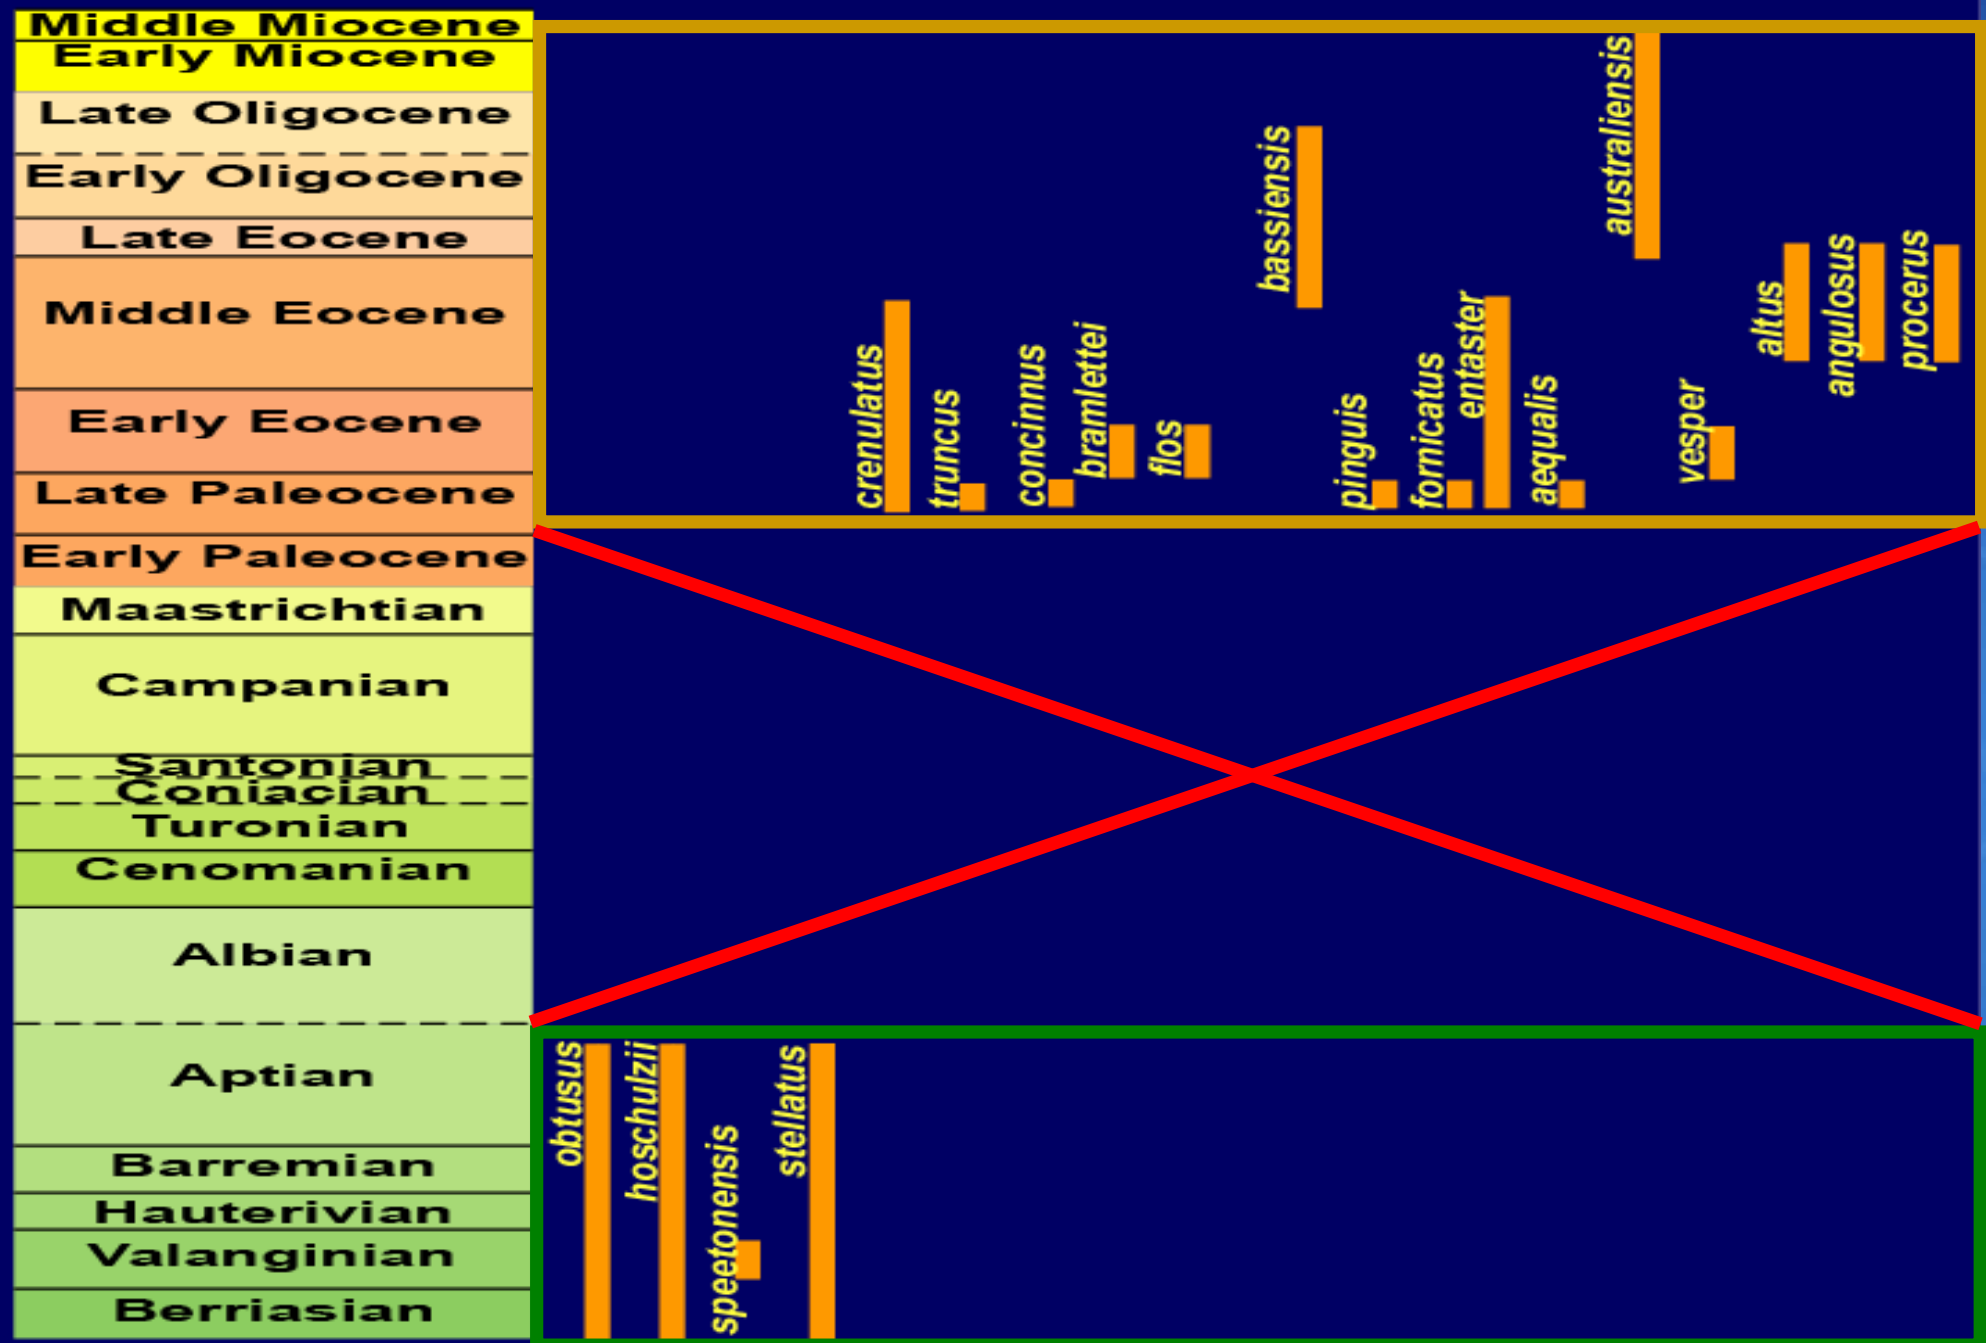 Middle Miocene
Early Miocene
Late Oligocene
Early Oligocene
Late Eocene
Middle Eocene
Early Eocene
Late Paleocene
Early Paleocene
Maastrichtian
Campanian
Santonian
Coniacian
Turonian
Cenomanian
Albian
Aptian
Barremian
Hauterivian
Valanginian
Berriasian
crenulatus
truncus
concinnus
bramlettei
flos
bassiensis
pinguis
fornicatus
entaster
aequalis
australiensis
vesper
altus
angulosus
procerus
obtusus
hoschulzii
speetonensis
stellatus